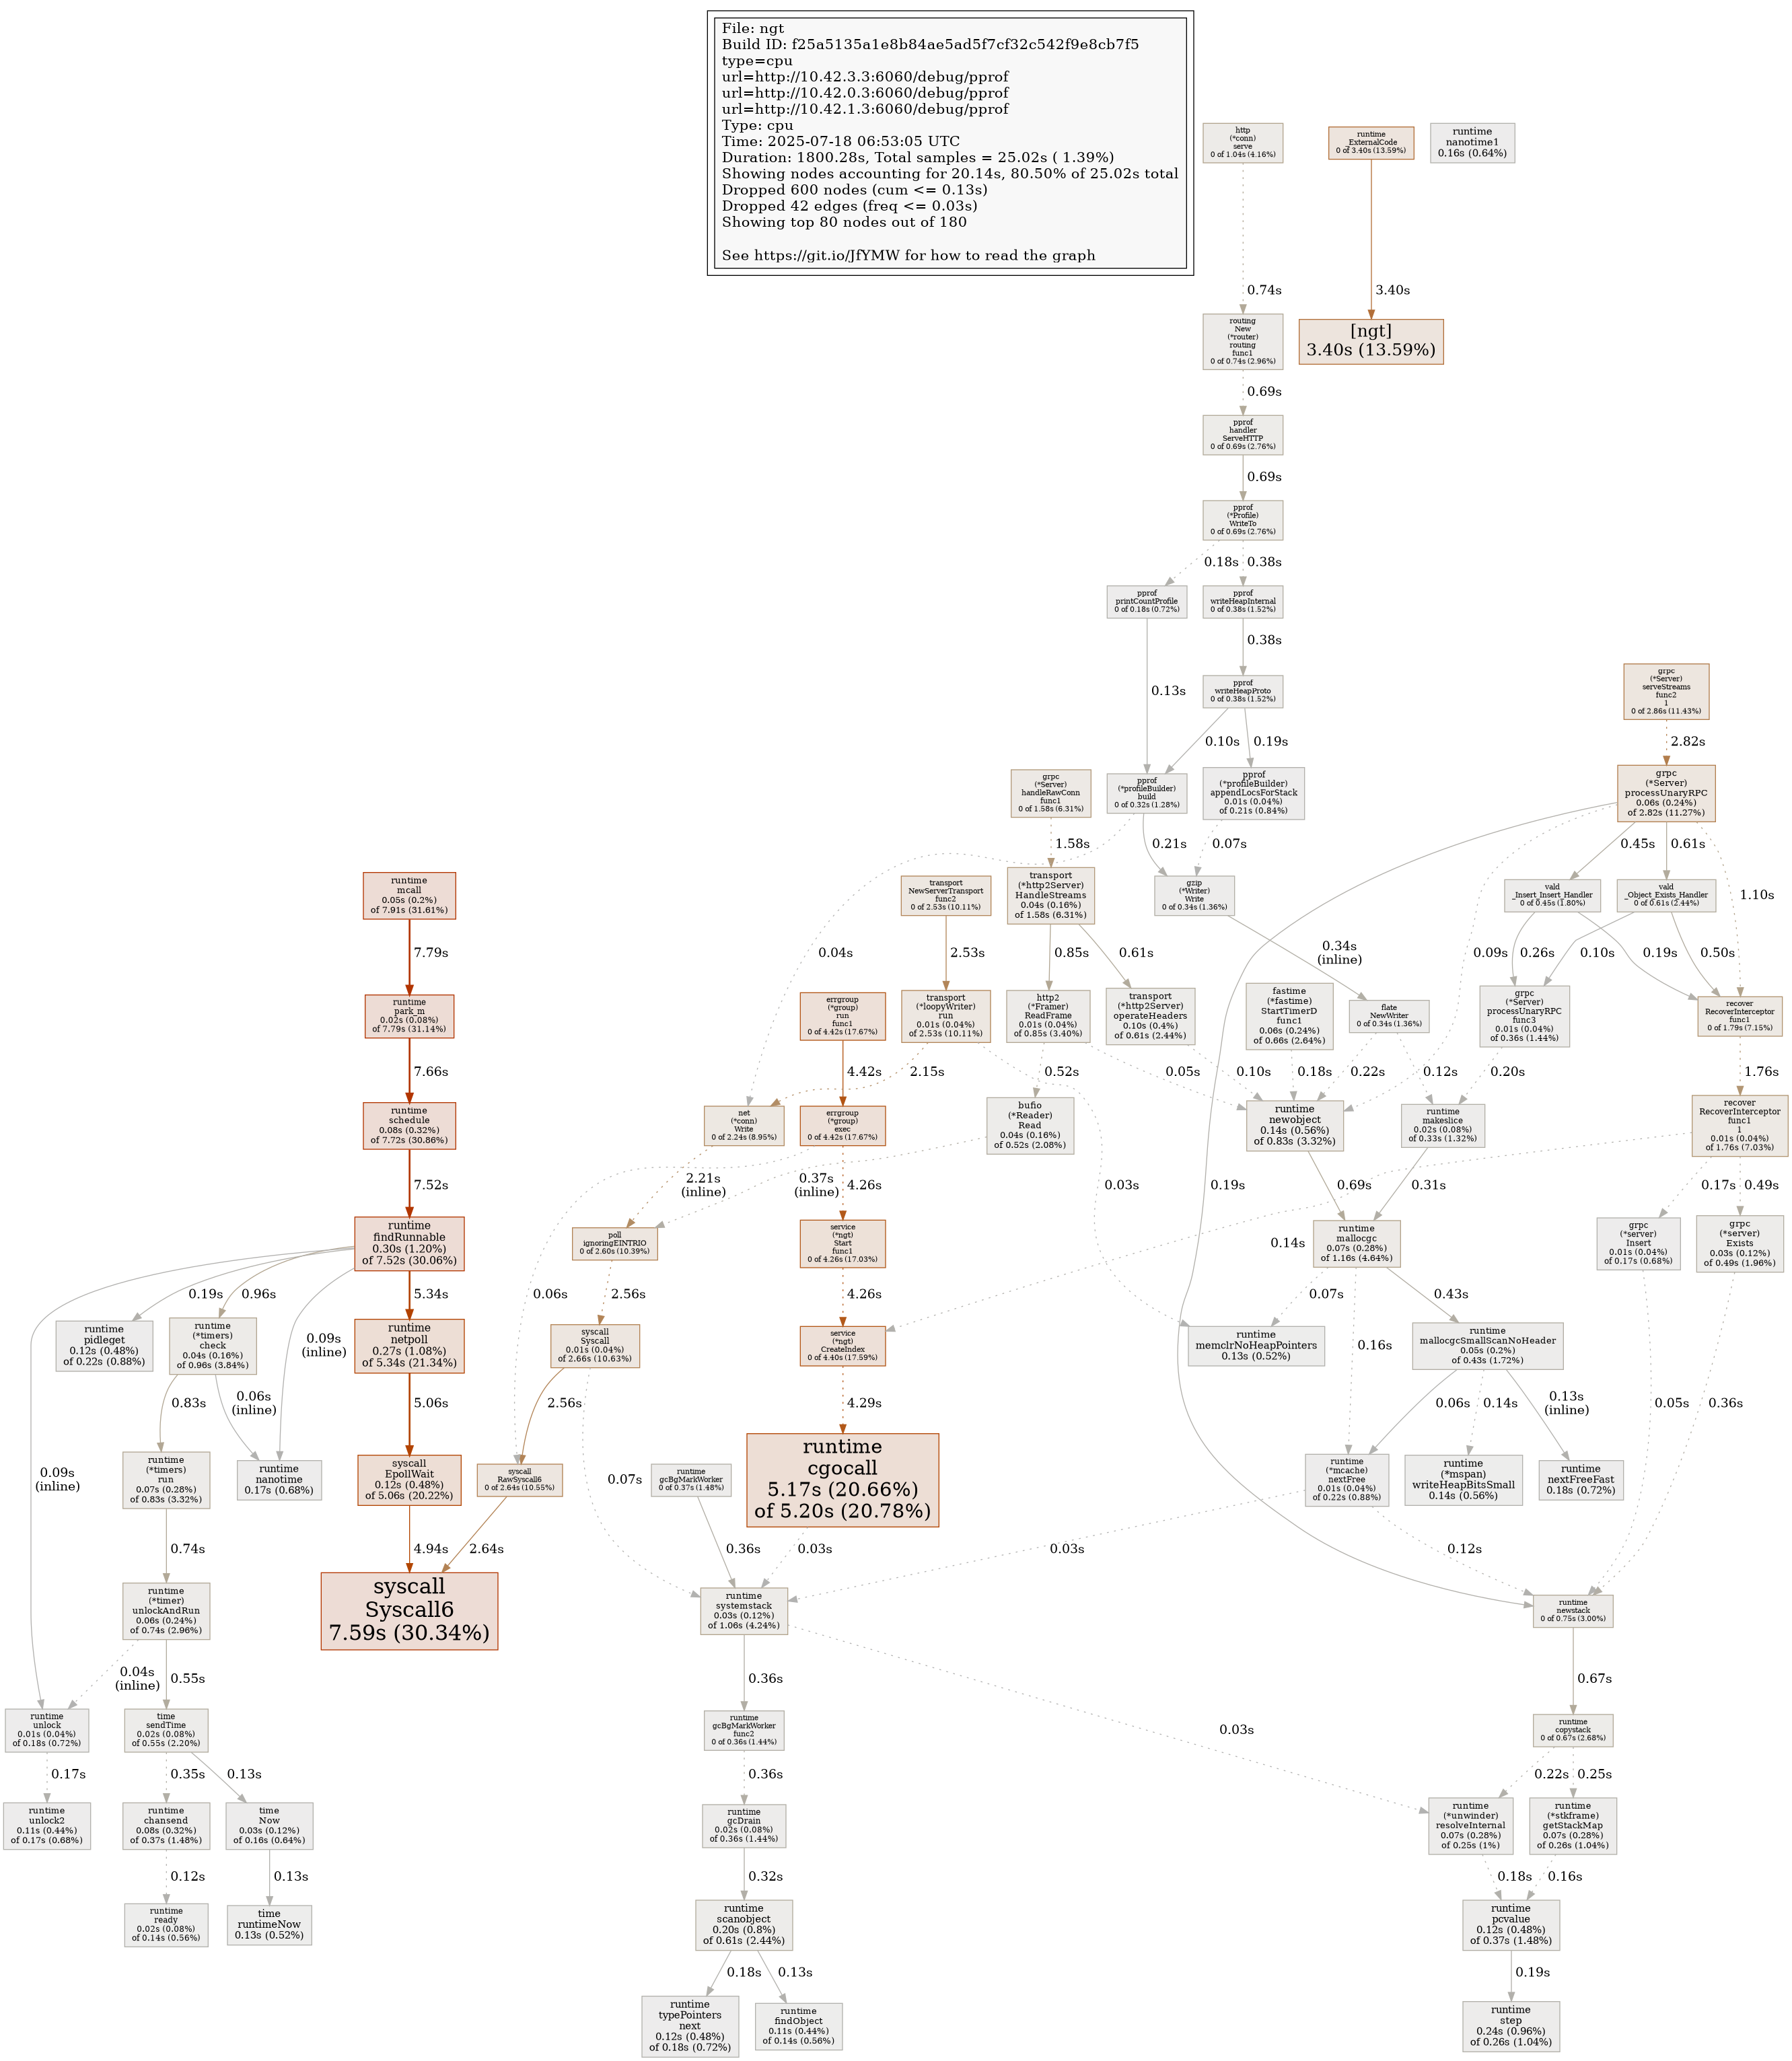 File: ngt
Build ID: f25a5135a1e8b84ae5ad5f7cf32c542f9e8cb7f5
type=cpu
url=http://10.42.3.3:6060/debug/pprof
url=http://10.42.0.3:6060/debug/pprof
url=http://10.42.1.3:6060/debug/pprof
Type: cpu
Time: 2025-07-18 06:53:05 UTC
Duration: 1800.28s, Total samples = 25.02s ( 1.39%)
Showing nodes accounting for 20.14s, 80.50% of 25.02s total
Dropped 600 nodes (cum <= 0.13s)
Dropped 42 edges (freq <= 0.03s)
Showing top 80 nodes out of 180
See https://git.io/JfYMW for how to read the graph
http
(*conn)
serve
0 of 1.04s (4.16%)
runtime
_ExternalCode
0 of 3.40s (13.59%)
runtime
nanotime1
0.16s (0.64%)
0.74s
3.40s
routing
New
(*router)
routing
func1
0 of 0.74s (2.96%)
[ngt]
3.40s (13.59%)
0.69s
pprof
handler
ServeHTTP
0 of 0.69s (2.76%)
0.69s
pprof
(*Profile)
WriteTo
0 of 0.69s (2.76%)
0.18s
0.38s
pprof
printCountProfile
0 of 0.18s (0.72%)
pprof
writeHeapInternal
0 of 0.38s (1.52%)
0.38s
0.13s
pprof
writeHeapProto
0 of 0.38s (1.52%)
grpc
(*Server)
serveStreams
func2
1
0 of 2.86s (11.43%)
0.10s
0.19s
2.82s
grpc
(*Server)
handleRawConn
func1
0 of 1.58s (6.31%)
pprof
(*profileBuilder)
build
0 of 0.32s (1.28%)
pprof
(*profileBuilder)
appendLocsForStack
0.01s (0.04%)
of 0.21s (0.84%)
grpc
(*Server)
processUnaryRPC
0.06s (0.24%)
of 2.82s (11.27%)
1.58s
0.21s
0.07s
0.45s
0.61s
1.10s
runtime
mcall
0.05s (0.2%)
of 7.91s (31.61%)
transport
NewServerTransport
func2
0 of 2.53s (10.11%)
transport
(*http2Server)
HandleStreams
0.04s (0.16%)
of 1.58s (6.31%)
gzip
(*Writer)
Write
0 of 0.34s (1.36%)
vald
_Insert_Insert_Handler
0 of 0.45s (1.80%)
vald
_Object_Exists_Handler
0 of 0.61s (2.44%)
7.79s
0.04s
2.53s
0.85s
0.61s
0.34s
(inline)
0.09s
0.26s
0.10s
0.19s
0.50s
runtime
park_m
0.02s (0.08%)
of 7.79s (31.14%)
errgroup
(*group)
run
func1
0 of 4.42s (17.67%)
transport
(*loopyWriter)
run
0.01s (0.04%)
of 2.53s (10.11%)
http2
(*Framer)
ReadFrame
0.01s (0.04%)
of 0.85s (3.40%)
transport
(*http2Server)
operateHeaders
0.10s (0.4%)
of 0.61s (2.44%)
fastime
(*fastime)
StartTimerD
func1
0.06s (0.24%)
of 0.66s (2.64%)
flate
NewWriter
0 of 0.34s (1.36%)
grpc
(*Server)
processUnaryRPC
func3
0.01s (0.04%)
of 0.36s (1.44%)
recover
RecoverInterceptor
func1
0 of 1.79s (7.15%)
7.66s
4.42s
2.15s
0.52s
0.05s
0.10s
0.18s
0.22s
0.12s
0.20s
1.76s
runtime
schedule
0.08s (0.32%)
of 7.72s (30.86%)
net
(*conn)
Write
0 of 2.24s (8.95%)
errgroup
(*group)
exec
0 of 4.42s (17.67%)
bufio
(*Reader)
Read
0.04s (0.16%)
of 0.52s (2.08%)
runtime
newobject
0.14s (0.56%)
of 0.83s (3.32%)
runtime
makeslice
0.02s (0.08%)
of 0.33s (1.32%)
recover
RecoverInterceptor
func1
1
0.01s (0.04%)
of 1.76s (7.03%)
7.52s
2.21s
(inline)
0.37s
(inline)
4.26s
0.03s
0.69s
0.31s
0.19s
0.17s
0.49s
runtime
findRunnable
0.30s (1.20%)
of 7.52s (30.06%)
poll
ignoringEINTRIO
0 of 2.60s (10.39%)
service
(*ngt)
Start
func1
0 of 4.26s (17.03%)
0.14s
runtime
mallocgc
0.07s (0.28%)
of 1.16s (4.64%)
grpc
(*server)
Insert
0.01s (0.04%)
of 0.17s (0.68%)
grpc
(*server)
Exists
0.03s (0.12%)
of 0.49s (1.96%)
0.19s
0.96s
5.34s
0.06s
2.56s
4.26s
0.07s
0.43s
runtime
pidleget
0.12s (0.48%)
of 0.22s (0.88%)
runtime
(*timers)
check
0.04s (0.16%)
of 0.96s (3.84%)
0.09s
(inline)
runtime
netpoll
0.27s (1.08%)
of 5.34s (21.34%)
syscall
Syscall
0.01s (0.04%)
of 2.66s (10.63%)
service
(*ngt)
CreateIndex
0 of 4.40s (17.59%)
runtime
memclrNoHeapPointers
0.13s (0.52%)
0.16s
runtime
mallocgcSmallScanNoHeader
0.05s (0.2%)
of 0.43s (1.72%)
0.83s
0.06s
(inline)
5.06s
2.56s
4.29s
0.06s
0.14s
0.13s
(inline)
0.05s
0.36s
0.09s
(inline)
runtime
(*timers)
run
0.07s (0.28%)
of 0.83s (3.32%)
runtime
nanotime
0.17s (0.68%)
syscall
EpollWait
0.12s (0.48%)
of 5.06s (20.22%)
syscall
RawSyscall6
0 of 2.64s (10.55%)
0.07s
runtime
gcBgMarkWorker
0 of 0.37s (1.48%)
runtime
cgocall
5.17s (20.66%)
of 5.20s (20.78%)
runtime
(*mcache)
nextFree
0.01s (0.04%)
of 0.22s (0.88%)
runtime
(*mspan)
writeHeapBitsSmall
0.14s (0.56%)
runtime
nextFreeFast
0.18s (0.72%)
0.74s
4.94s
2.64s
0.36s
0.03s
0.03s
0.12s
runtime
(*timer)
unlockAndRun
0.06s (0.24%)
of 0.74s (2.96%)
syscall
Syscall6
7.59s (30.34%)
runtime
systemstack
0.03s (0.12%)
of 1.06s (4.24%)
runtime
newstack
0 of 0.75s (3.00%)
0.04s
(inline)
0.55s
0.36s
0.03s
0.67s
runtime
unlock
0.01s (0.04%)
of 0.18s (0.72%)
time
sendTime
0.02s (0.08%)
of 0.55s (2.20%)
runtime
gcBgMarkWorker
func2
0 of 0.36s (1.44%)
runtime
copystack
0 of 0.67s (2.68%)
0.17s
0.35s
0.13s
0.36s
0.22s
0.25s
runtime
unlock2
0.11s (0.44%)
of 0.17s (0.68%)
runtime
chansend
0.08s (0.32%)
of 0.37s (1.48%)
time
Now
0.03s (0.12%)
of 0.16s (0.64%)
runtime
gcDrain
0.02s (0.08%)
of 0.36s (1.44%)
runtime
(*unwinder)
resolveInternal
0.07s (0.28%)
of 0.25s (1%)
runtime
(*stkframe)
getStackMap
0.07s (0.28%)
of 0.26s (1.04%)
0.12s
0.13s
0.32s
0.18s
0.16s
runtime
ready
0.02s (0.08%)
of 0.14s (0.56%)
time
runtimeNow
0.13s (0.52%)
runtime
scanobject
0.20s (0.8%)
of 0.61s (2.44%)
runtime
pcvalue
0.12s (0.48%)
of 0.37s (1.48%)
0.18s
0.13s
0.19s
runtime
typePointers
next
0.12s (0.48%)
of 0.18s (0.72%)
runtime
findObject
0.11s (0.44%)
of 0.14s (0.56%)
runtime
step
0.24s (0.96%)
of 0.26s (1.04%)